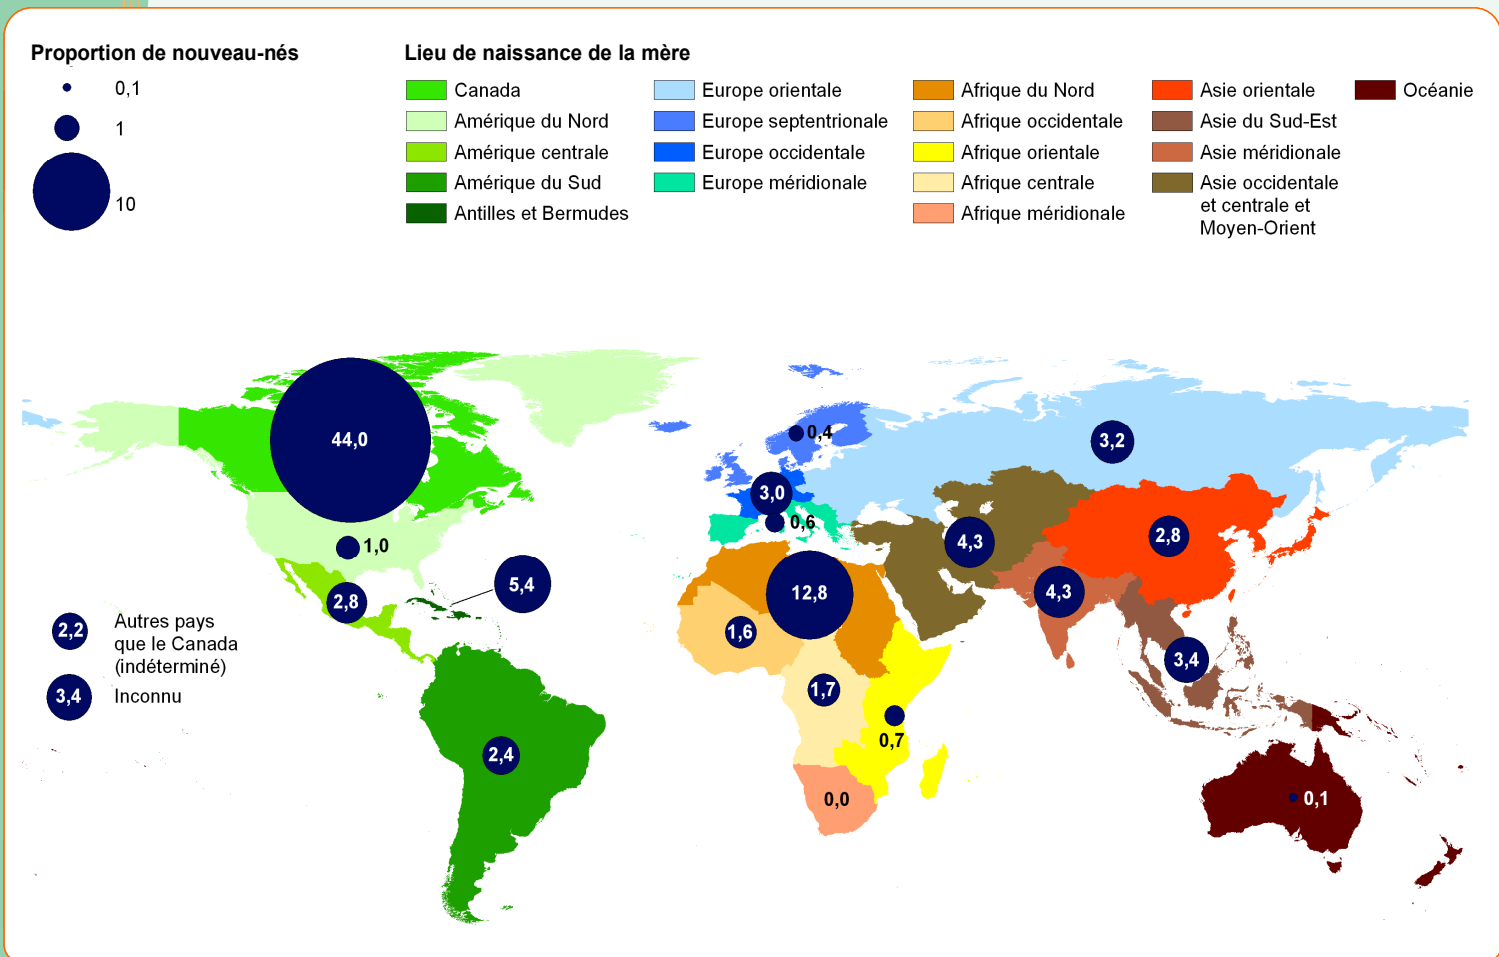 Proportion de nouveau-nés
0,1
1
10
Lieu de naissance de la mère
Canada
Amérique du Nord
Amérique centrale
Amérique du Sud
Antilles et Bermudes
Europe orientale
Europe septentrionale
Europe occidentale
Europe méridionale
Afrique du Nord
Afrique occidentale
Afrique orientale
Afrique centrale
Afrique méridionale
Asie orientale
Asie du Sud-Est
Asie méridionale
Asie occidentale
et centrale et
Moyen-Orient
Océanie
44,0
0,4
3,2
3,0
0,6
1,0
2,8
4,3
5,4
12,8
4,3
2,8
1,6
3,4
1,7
0,7
2,4
0,0
0,1
2,2
Autres pays
que le Canada
(indéterminé)
3,4
Inconnu